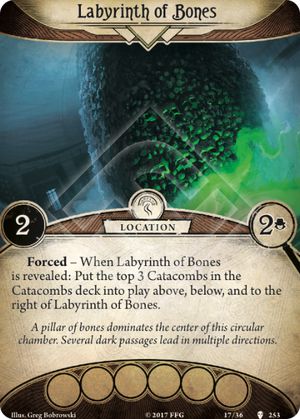 Labyrinth of Bones
2
LOCATION
2
Forced – When Labyrinth of Bones
is revealed: Put the top 3 Catacombs in the
Catacombs deck into play above, below, and to the
right of Labyrinth of Bones.
A pillar of bones dominates the center of this circular
chamber. Several dark passages lead in multiple directions.
Illus. Greg Bobrowski © 2017 FFG 17/36 253